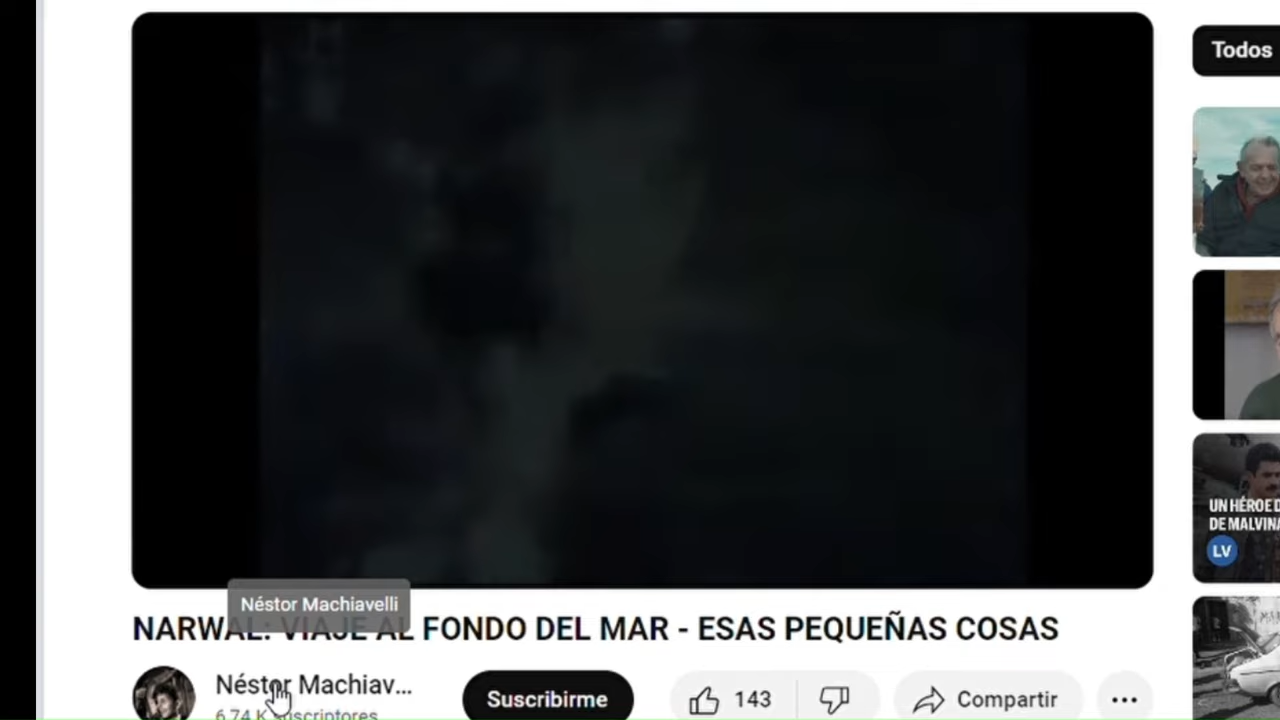 Todos
UN HÉROE D
DE MALVINA
LV
Néstor Machiavelli
NARWAL: VIAJE AL FONDO DEL MAR - ESAS PEQUEÑAS COSAS
Néstor Machiav...
6.74 K suscriptores
Suscribirme
143
Compartir